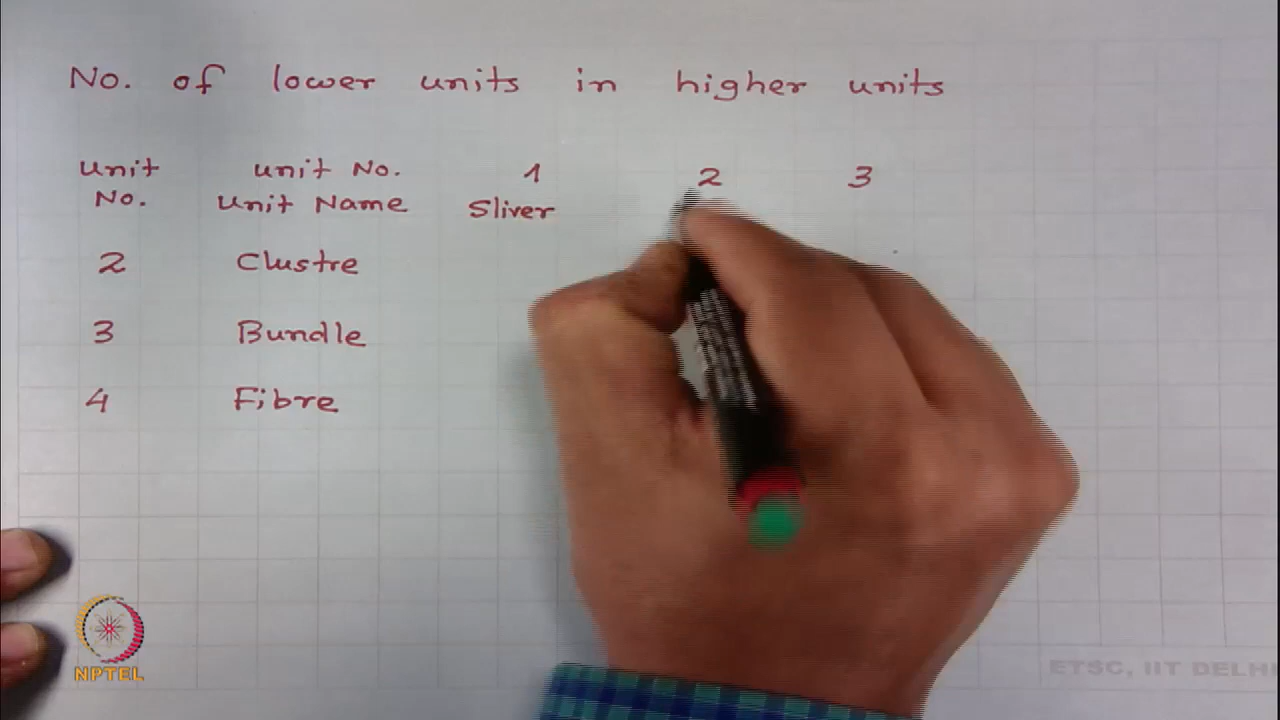 No. of lower units in higher units
Unit Unit No. 1 2 3
No. Unit Name Sliver
2 Clustre
3 Bundle
4 Fibre
NPTEL
ETSC, IIT DELHI